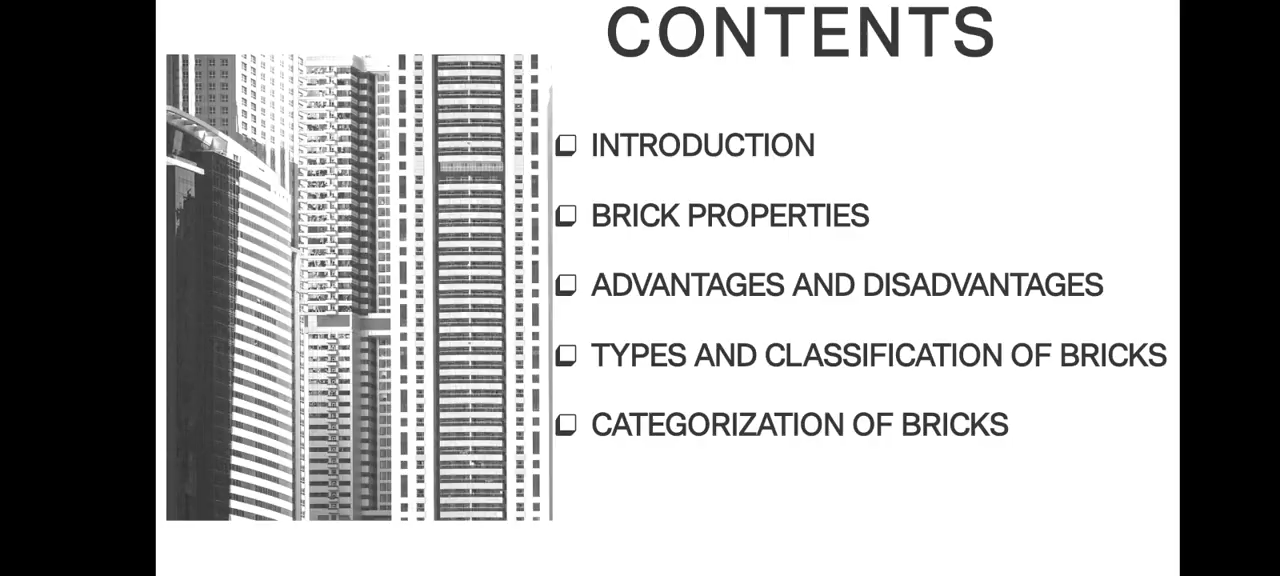 CONTENTS
INTRODUCTION
BRICK PROPERTIES
ADVANTAGES AND DISADVANTAGES
TYPES AND CLASSIFICATION OF BRICKS
CATEGORIZATION OF BRICKS